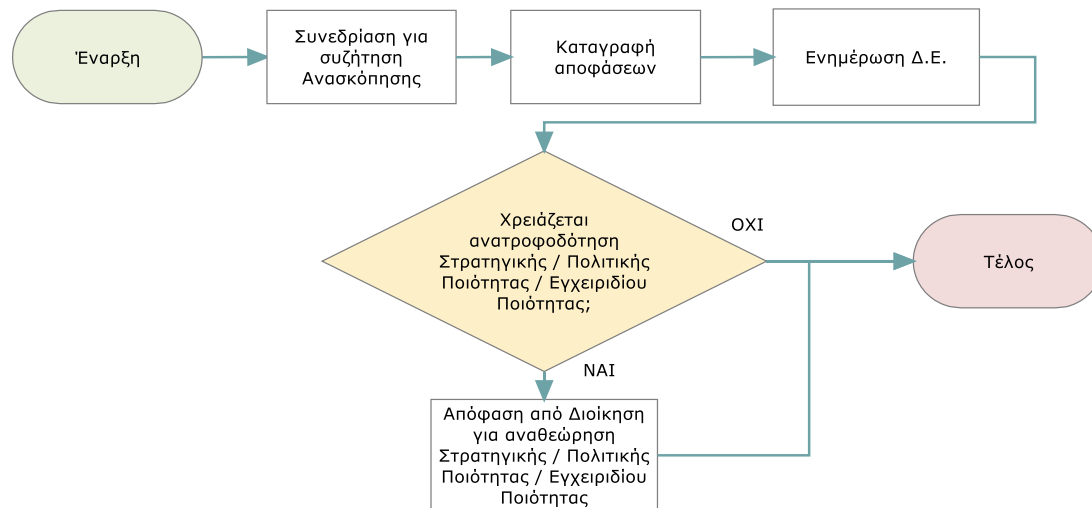 Έναρξη
Συνεδρίαση για
συζήτηση
Ανασκόπησης
Καταγραφή
αποφάσεων
Ενημέρωση Δ.Ε.
Χρειάζεται
ανατροφοδότηση
Στρατηγικής / Πολιτικής
Ποιότητας / Εγχειριδίου
Ποιότητας;
ΟΧΙ
Τέλος
ΝΑΙ
Απόφαση από Διοίκηση
για αναθεώρηση
Στρατηγικής / Πολιτικής
Ποιότητας / Εγχειριδίου
Ποιότητας